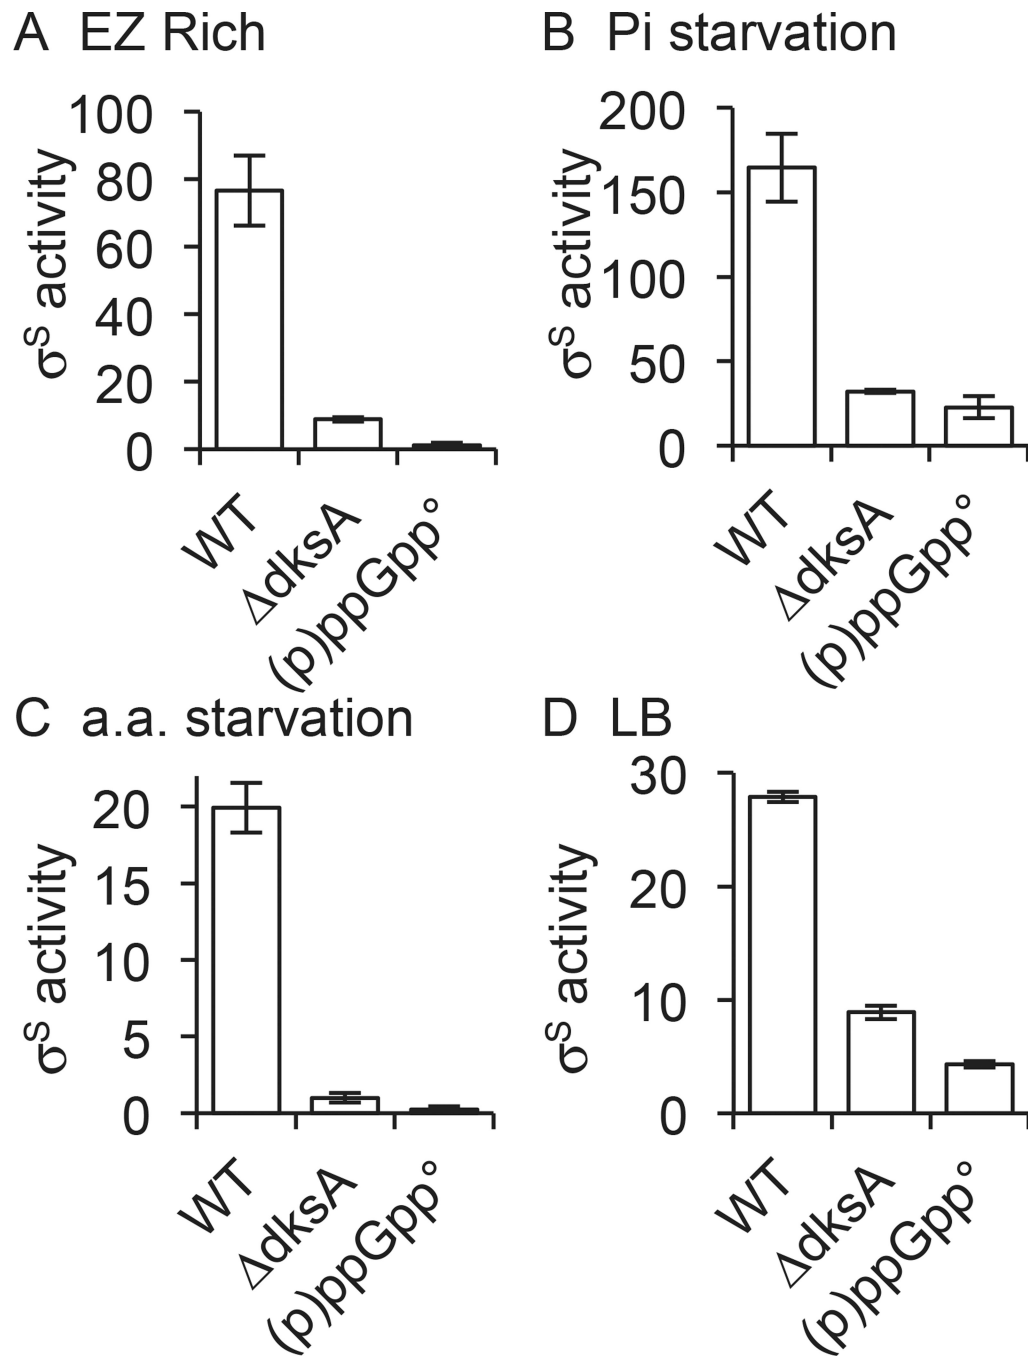 A EZ Rich
σS activity
100
80
60
40
20
0
WT
ΔdksA
(p)ppGpp°
B Pi starvation
σS activity
200
150
100
50
0
WT
ΔdksA
(p)ppGpp°
C a.a. starvation
σS activity
20
15
10
5
0
WT
ΔdksA
(p)ppGpp°
D LB
σS activity
30
20
10
0
WT
ΔdksA
(p)ppGpp°